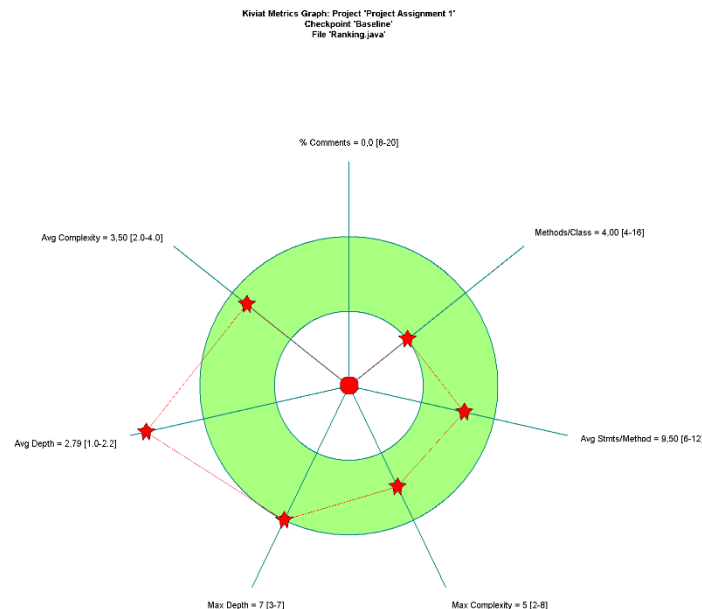 Kiviat Metrics Graph: Project 'Project Assignment 1'
Checkpoint 'Baseline'
File 'Ranking.java'
% Comments = 0,0 [8-20]
Methods/Class = 4,00 [4-16]
Avg Complexity = 3,50 [2.0-4.0]
Avg Depth = 2,79 [1.0-2.2]
Avg Stmts/Method = 9,50 [6-12]
Max Depth = 7 [3-7]
Max Complexity = 5 [2-8]